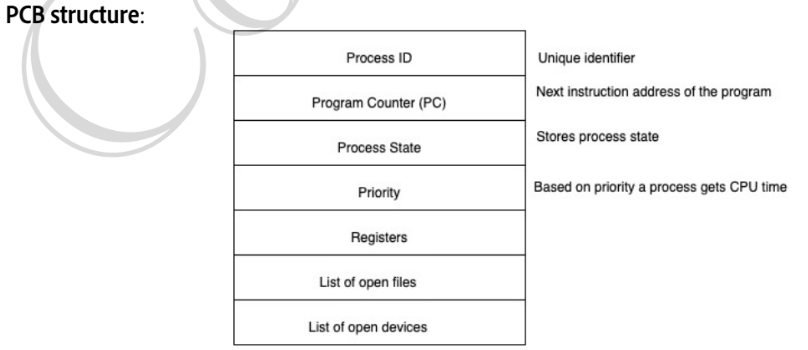 PCB structure:
Process ID
Unique identifier
Program Counter (PC)
Next instruction address of the program
Process State
Stores process state
Priority
Based on priority a process gets CPU time
Registers
List of open files
List of open devices